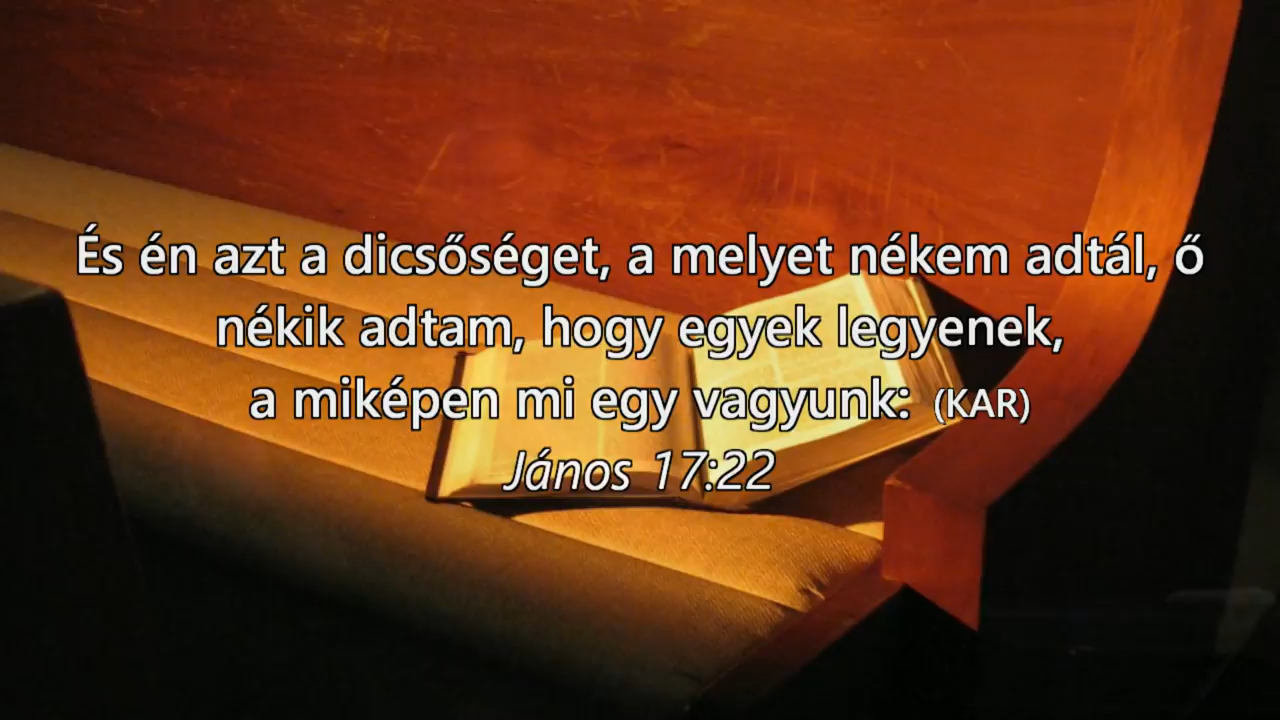 És én azt a dicsőséget, a melyet nékem adtál, ő
nékik adtam, hogy egyek legyenek,
a miképen mi egy vagyunk: (KAR)
János 17:22